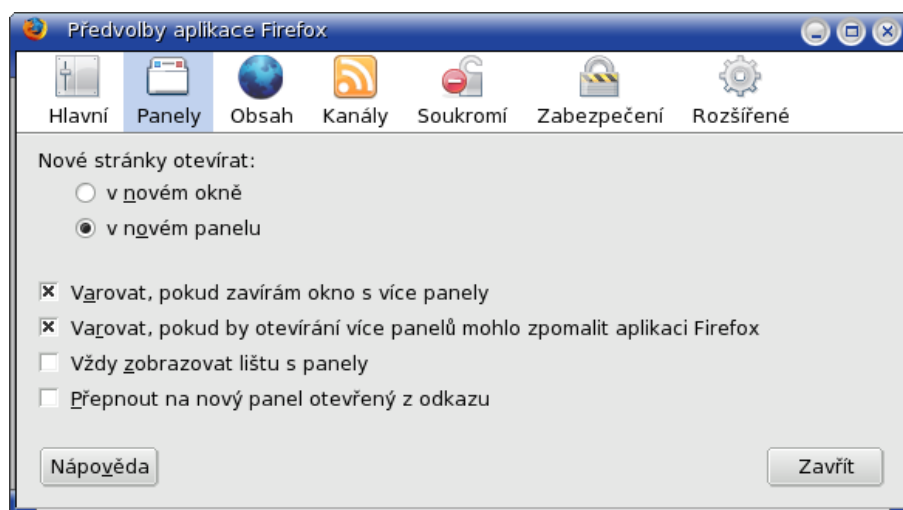 Předvolby aplikace Firefox
Hlavní Panely Obsah Kanály Soukromí Zabezpečení Rozšířené
Nové stránky otevírat:
v novém okně
v novém panelu
Varovat, pokud zavírám okno s více panely
Varovat, pokud by otevírání více panelů mohlo zpomalit aplikaci Firefox
Vždy zobrazovat lištu s panely
Přepnout na nový panel otevřený z odkazu
Nápověda Zavřít